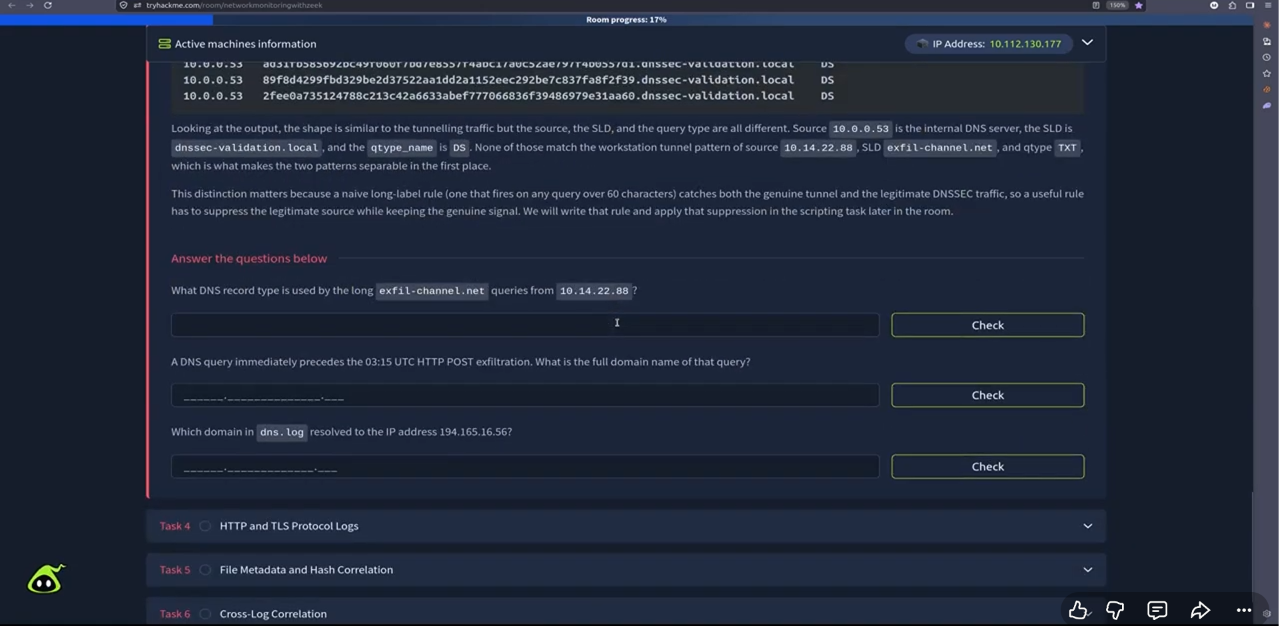 tryhackme.com/room/networkmonitoringwithzeek
150%
Room progress: 17%
Active machines information
IP Address: 10.112.130.177
10.0.0.53 DS
10.0.0.53 89f8d4299fbd329be2d37522aa1dd2a1152eec292be7c837fa8f2f39.dnssec-validation.local DS
10.0.0.53 2fee0a735124788c213c42a6633abef777066836f39486979e31aa60.dnssec-validation.local DS
Looking at the output, the shape is similar to the tunnelling traffic but the source, the SLD, and the query type are all different. Source 10.0.0.53 is the internal DNS server, the SLD is
dnssec-validation.local, and the qtype_name is DS. None of those match the workstation tunnel pattern of source 10.14.22.88, SLD exfil-channel.net, and qtype TXT,
which is what makes the two patterns separable in the first place.
This distinction matters because a naive long-label rule (one that fires on any query over 60 characters) catches both the genuine tunnel and the legitimate DNSSEC traffic, so a useful rule
has to suppress the legitimate source while keeping the genuine signal. We will write that rule and apply that suppression in the scripting task later in the room.
Answer the questions below
What DNS record type is used by the long exfil-channel.net queries from 10.14.22.88?
Check
A DNS query immediately precedes the 03:15 UTC HTTP POST exfiltration. What is the full domain name of that query?
______.______________.___
Check
Which domain in dns.log resolved to the IP address 194.165.16.56?
______._____________.___
Check
Task 4 HTTP and TLS Protocol Logs
Task 5 File Metadata and Hash Correlation
Task 6 Cross-Log Correlation